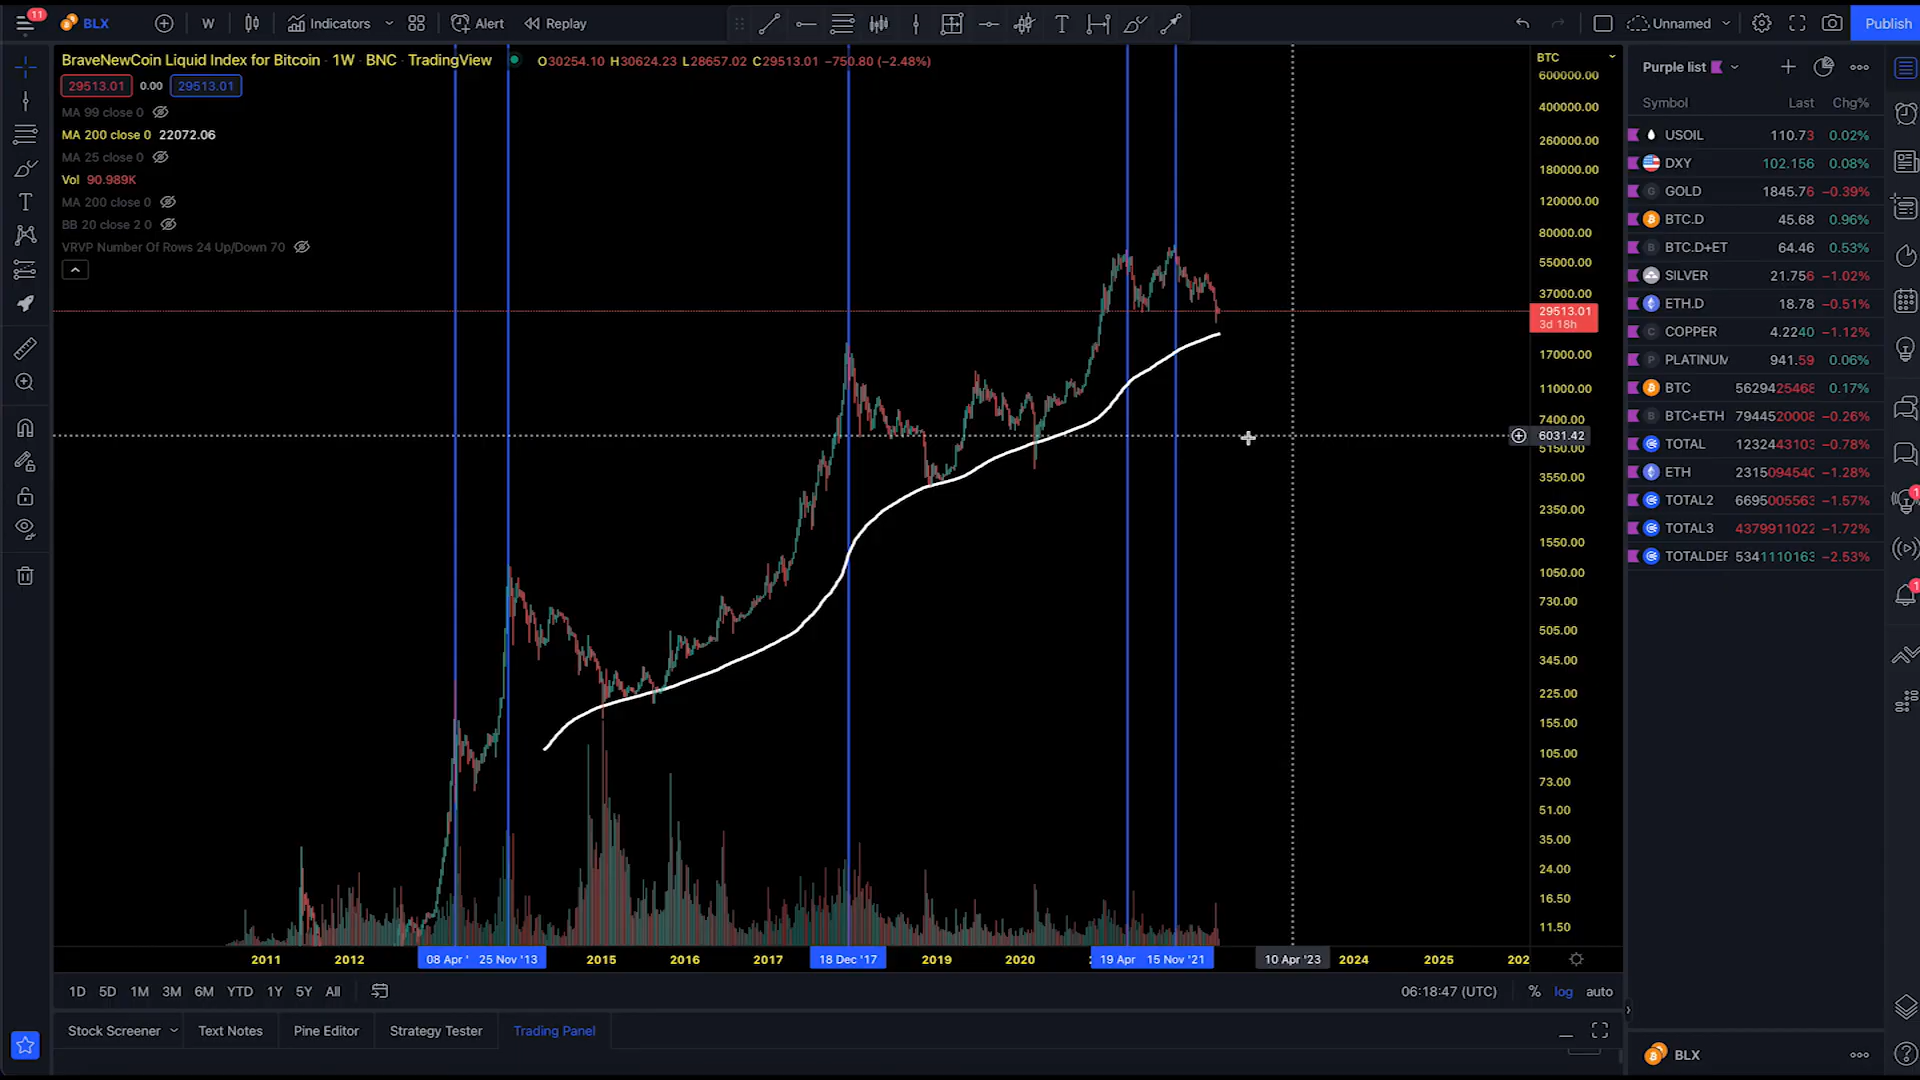 11
BLX
W
Indicators
Alert
Replay
Unnamed
Publish
BraveNewCoin Liquid Index for Bitcoin · 1W · BNC · TradingView
O30254.10 H30624.23 L28657.02 C29513.01 −750.80 (−2.48%)
29513.01 0.00 29513.01
MA 99 close 0
MA 200 close 0 22072.06
MA 25 close 0
Vol 90.989K
MA 200 close 0
BB 20 close 2 0
VRVP Number Of Rows 24 Up/Down 70
BTC
600000.00
400000.00
260000.00
180000.00
120000.00
80000.00
55000.00
37000.00
29513.01
3d 18h
17000.00
11000.00
7400.00
6031.42
5150.00
3550.00
2350.00
1550.00
1050.00
730.00
505.00
345.00
225.00
155.00
105.00
73.00
51.00
35.00
24.00
16.50
11.50
2011 2012 08 Apr ' 25 Nov '13 2015 2016 2017 18 Dec '17 2019 2020 19 Apr 15 Nov '21 10 Apr '23 2024 2025 202
1D 5D 1M 3M 6M YTD 1Y 5Y All
06:18:47 (UTC) % log auto
Stock Screener Text Notes Pine Editor Strategy Tester Trading Panel
Purple list
Symbol Last Chg%
USOIL 110.73 0.02%
DXY 102.156 0.08%
G GOLD 1845.76 −0.39%
BTC.D 45.68 0.96%
B BTC.D+ET 64.46 0.53%
SILVER 21.756 −1.02%
ETH.D 18.78 −0.51%
C COPPER 4.2240 −1.12%
P PLATINUM 941.59 0.06%
BTC 5629425468 0.17%
B BTC+ETH 7944520008 −0.26%
TOTAL 1232443103 −0.78%
ETH 2315094540 −1.28%
TOTAL2 6695005563 −1.57%
TOTAL3 4379911022 −1.72%
TOTALDEF 5341110163 −2.53%
1
1
BLX